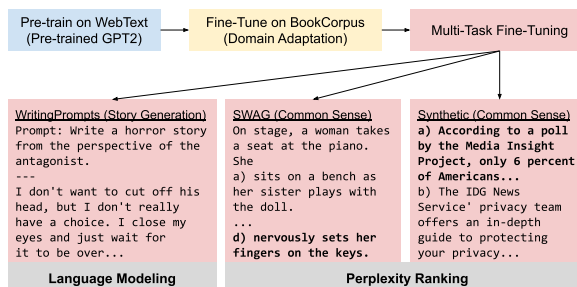 Pre-train on WebText
(Pre-trained GPT2)
Fine-Tune on BookCorpus
(Domain Adaptation)
Multi-Task Fine-Tuning
WritingPrompts (Story Generation)
Prompt: Write a horror story
from the perspective of the
antagonist.
---
I don't want to cut off his
head, but I don't really
have a choice. I close my
eyes and just wait for
it to be over...
SWAG (Common Sense)
On stage, a woman takes
a seat at the piano.
She
a) sits on a bench as
her sister plays with
the doll.
...
d) nervously sets her
fingers on the keys.
Synthetic (Common Sense)
a) According to a poll
by the Media Insight
Project, only 6 percent
of Americans...
b) The IDG News
Service' privacy team
offers an in-depth
guide to protecting
your privacy...
Language Modeling
Perplexity Ranking